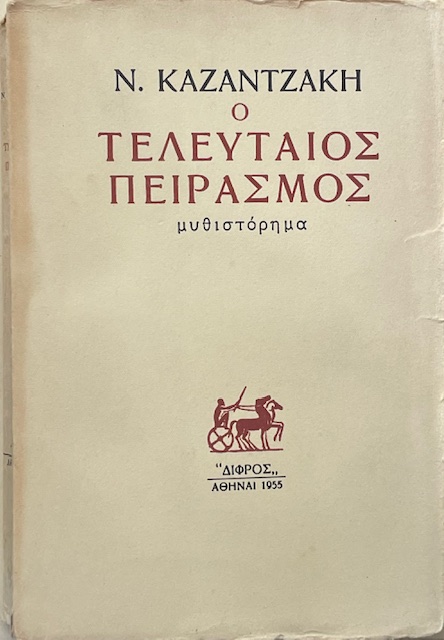 Ν. ΚΑΖΑΝΤΖΑΚΗ
Ο
ΤΕΛΕΥΤΑΙΟΣ
ΠΕΙΡΑΣΜΟΣ
μυθιστόρημα
"ΔΙΦΡΟΣ„
ΑΘΗΝΑΙ 1955